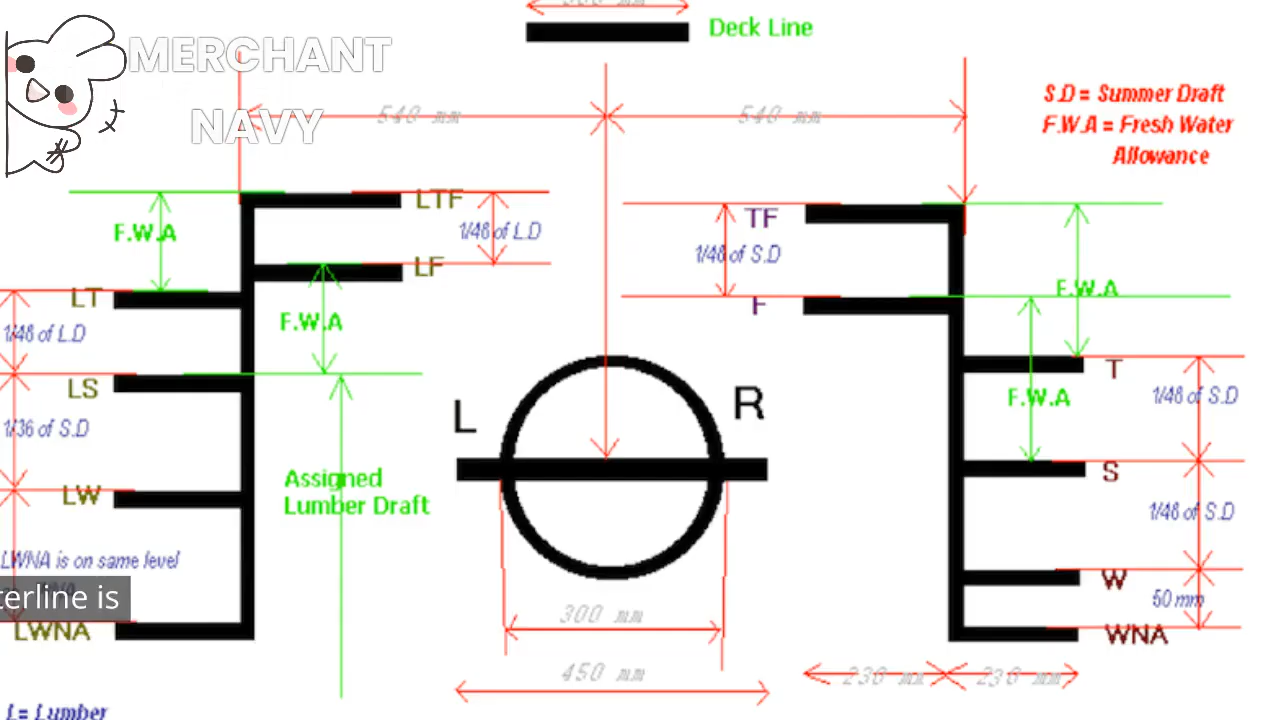 MERCHANT
NAVY
300 mm
Deck Line
540 mm
540 mm
S.D = Summer Draft
F.W.A = Fresh Water
Allowance
LTF
F.W.A
1/48 of L.D
TF
1/48 of S.D
LF
LT
F.W.A
F.W.A
F
1/48 of L.D
LS
T
L
R
F.W.A
1/48 of S.D
1/36 of S.D
S
Assigned
Lumber Draft
LW
1/48 of S.D
LWNA is on same level
W
terline is
50 mm
300 mm
LWNA
WNA
450 mm
230 mm
230 mm
L= Lumber